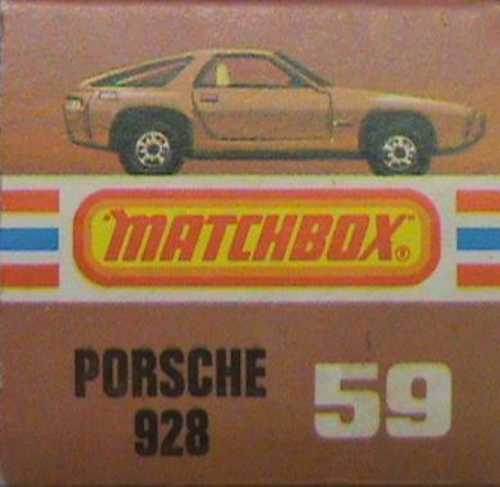 "MATCHBOX"®
PORSCHE
928
59